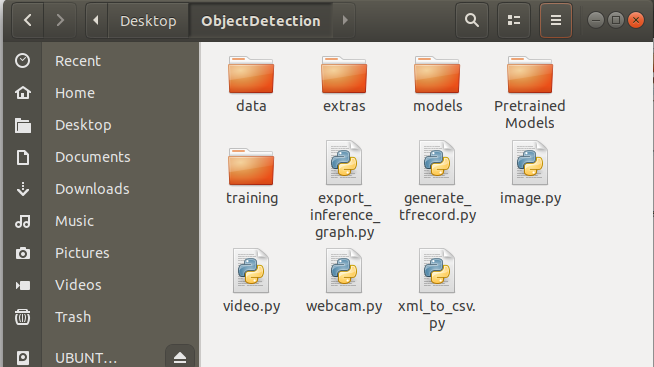 Desktop
ObjectDetection
Recent
Home
Desktop
Documents
Downloads
Music
Pictures
Videos
Trash
UBUNT...
data
extras
models
Pretrained
Models
training
export_
inference_
graph.py
generate_
tfrecord.py
image.py
video.py
webcam.py
xml_to_csv.
py